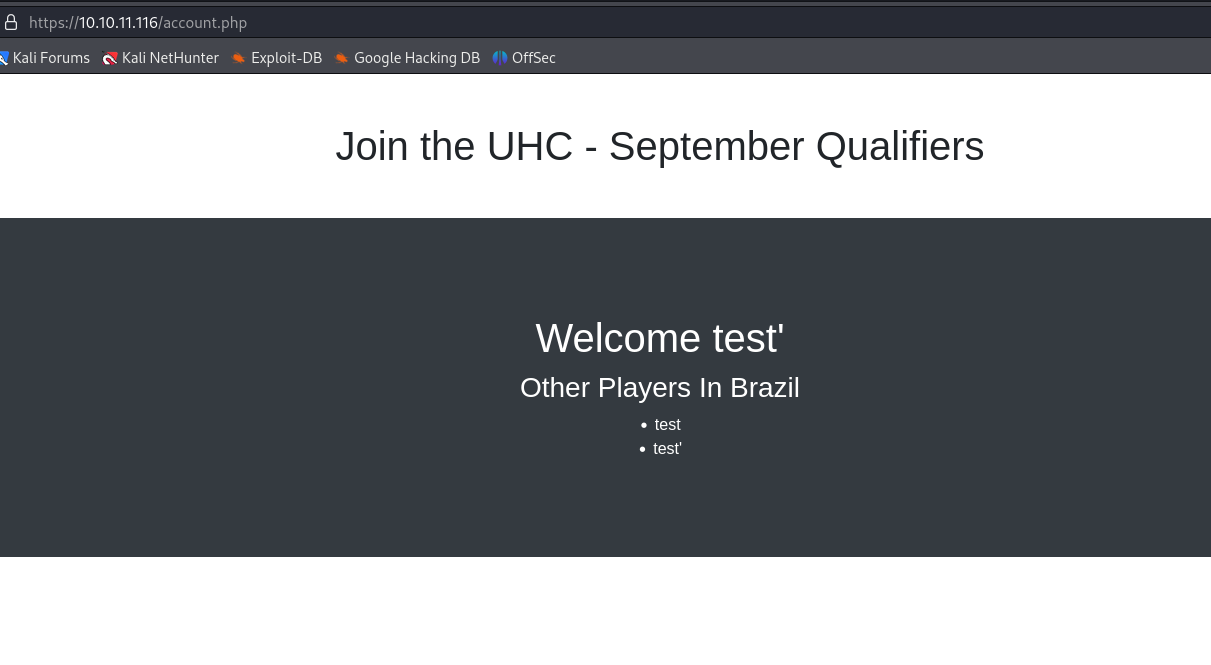 https://10.10.11.116/account.php
Kali Forums Kali NetHunter Exploit-DB Google Hacking DB OffSec
Join the UHC - September Qualifiers
Welcome test'
Other Players In Brazil
• test
• test'